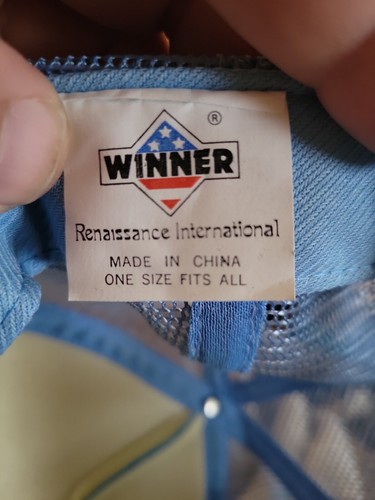 ®
WINNER
Renaissance International
MADE IN CHINA
ONE SIZE FITS ALL